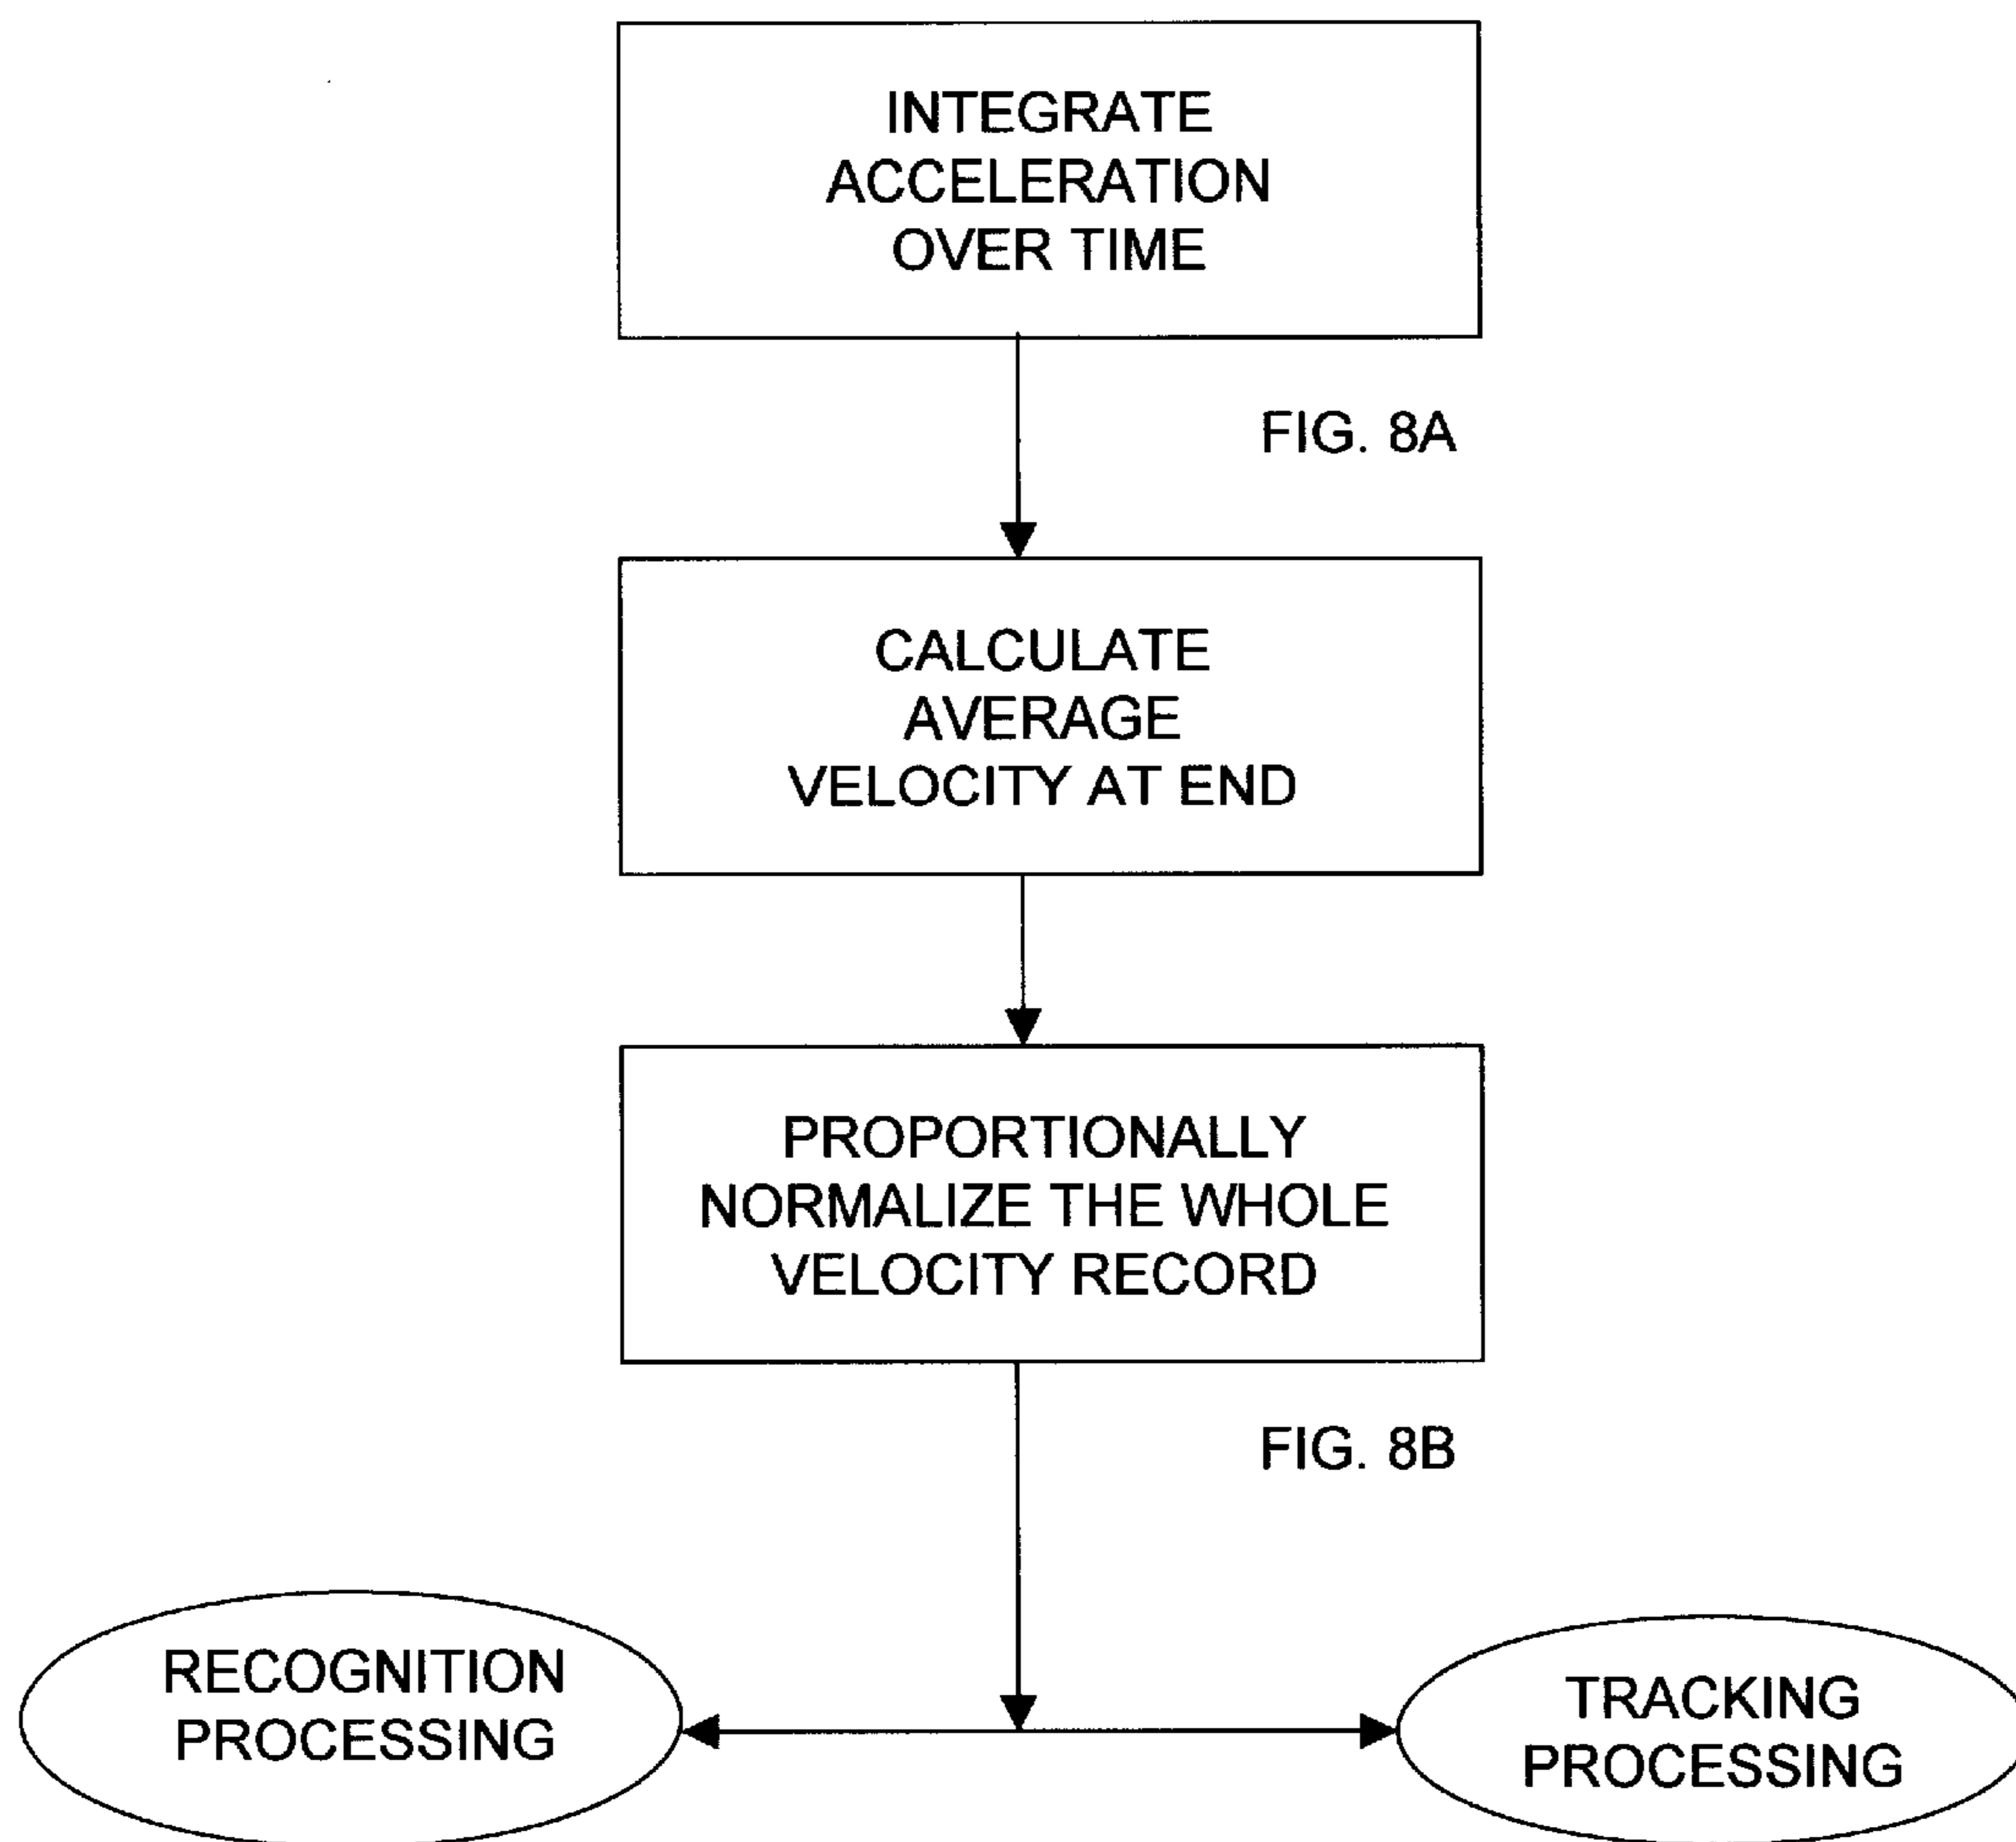 INTEGRATE
ACCELERATION
OVER TIME
FIG. 8A
CALCULATE
AVERAGE
VELOCITY AT END
PROPORTIONALLY
NORMALIZE THE WHOLE
VELOCITY RECORD
FIG. 8B
RECOGNITION
PROCESSING
TRACKING
PROCESSING